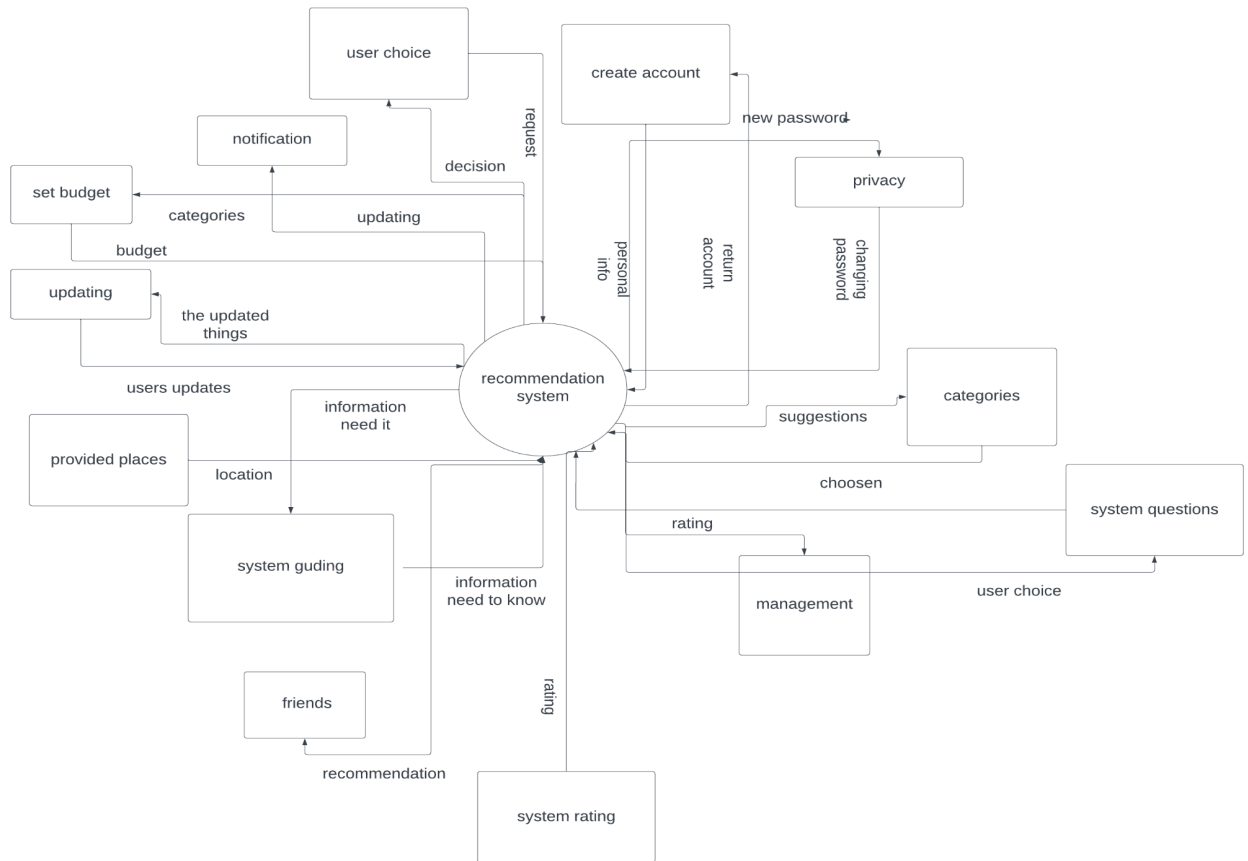 user choice
create account
request
new password
notification
decision
privacy
set budget
categories
updating
budget
personal
info
return
account
changing
password
updating
the updated
things
recommendation
system
users updates
information
need it
categories
suggestions
provided places
location
choosen
system questions
rating
system guding
information
need to know
user choice
management
friends
rating
recommendation
system rating